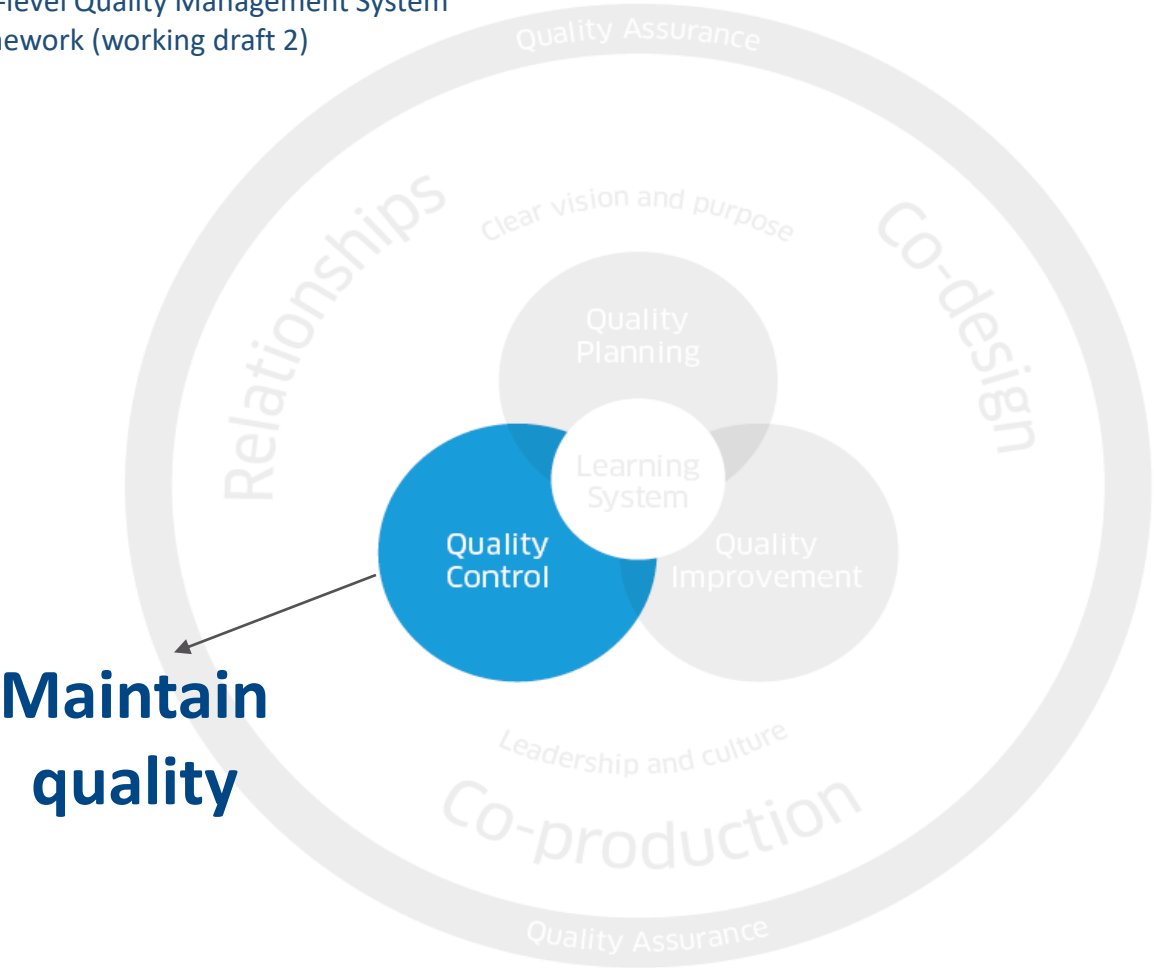 -level Quality Management System
ework (working draft 2)
Quality Assurance
Relationships
Clear vision and purpose
Co-design
Quality
Planning
Learning
System
Quality
Control
Quality
Improvement
Maintain
quality
Leadership and culture
Co-production
Quality Assurance